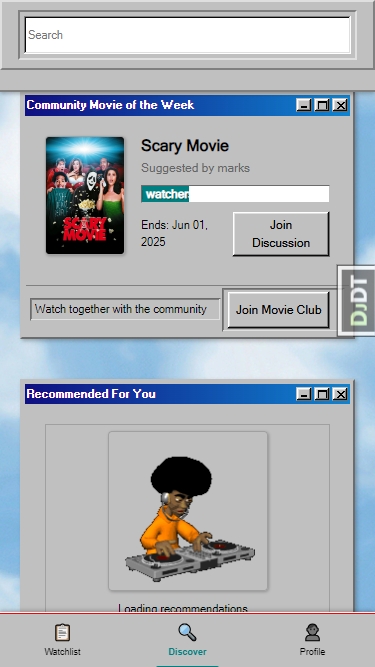 Search
Community Movie of the Week
Scary Movie
Suggested by marks
SCARY
MOVIE
watcher
Ends: Jun 01,
2025
Join
Discussion
Watch together with the community
Join Movie Club
DJDT
Recommended For You
Loading recommendations
Watchlist
Discover
Profile